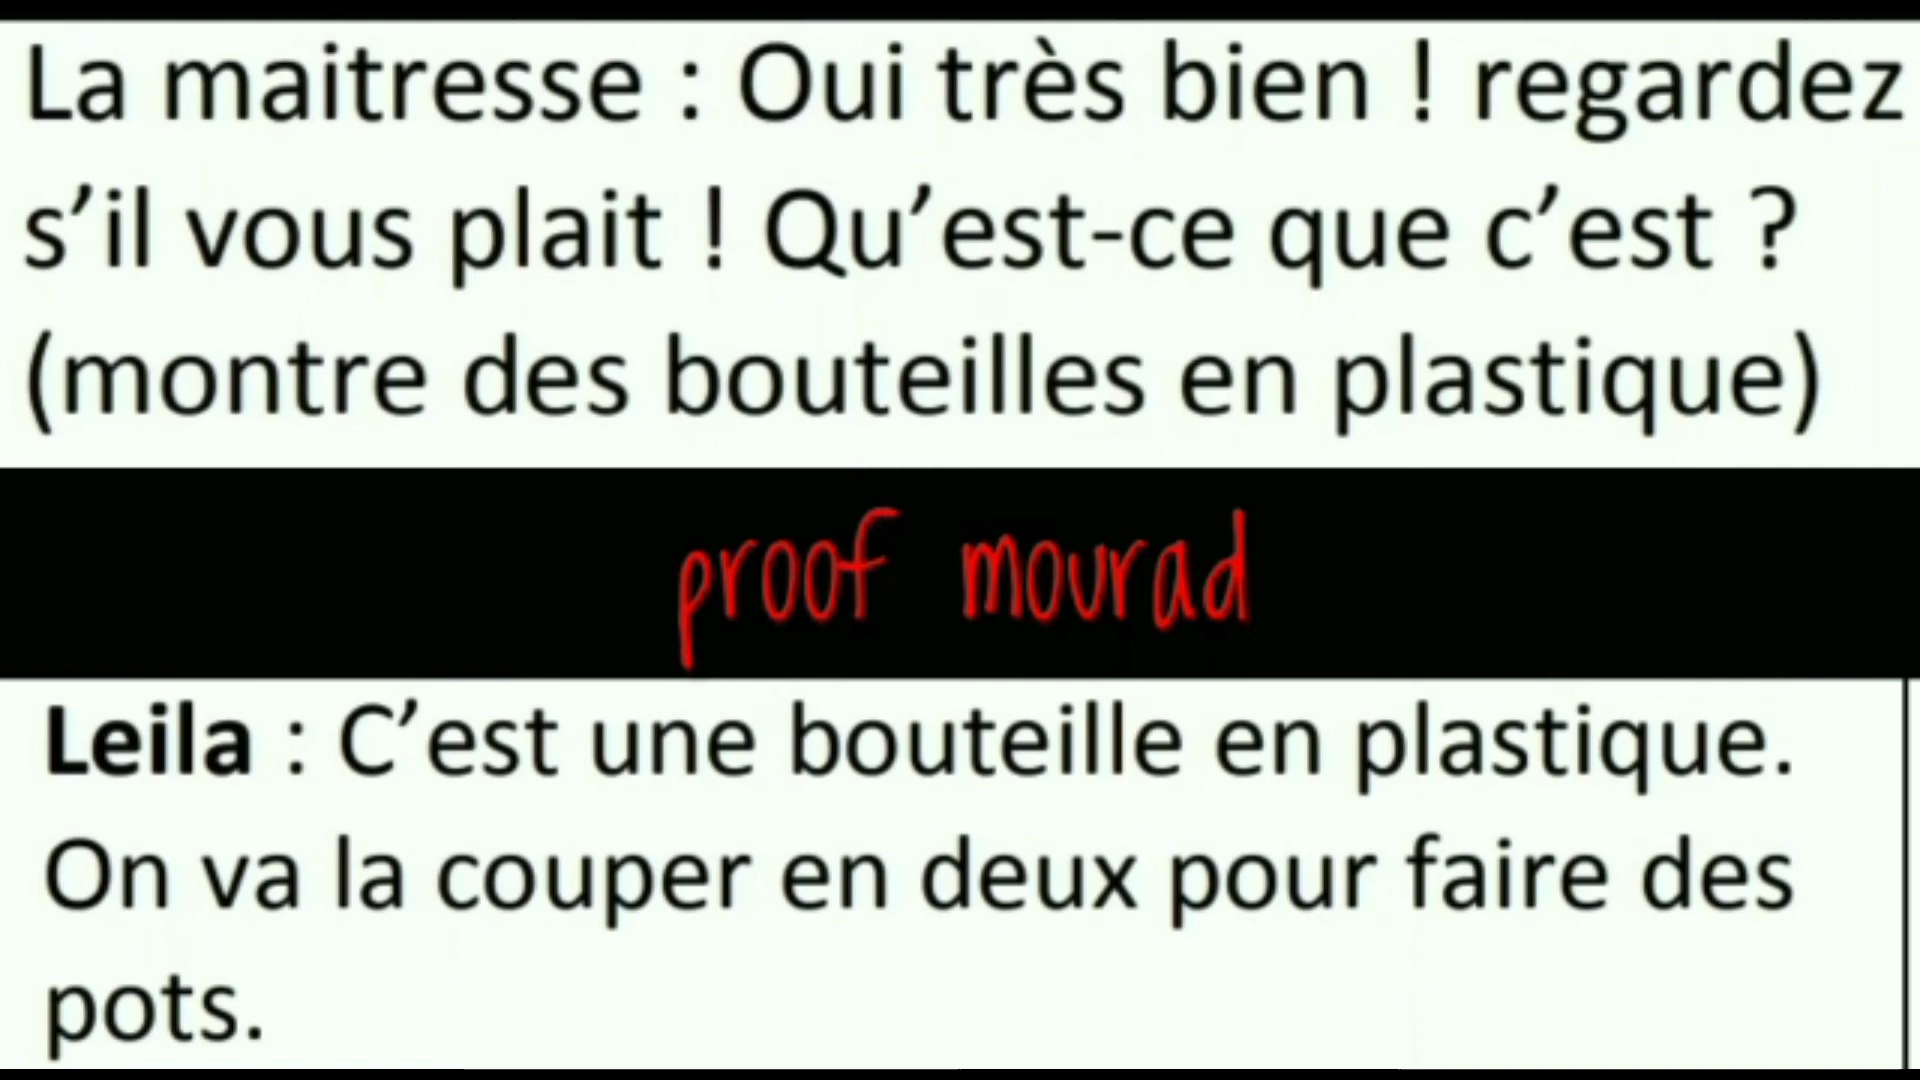 La maitresse : Oui très bien ! regardez
s’il vous plait ! Qu’est-ce que c’est ?
(montre des bouteilles en plastique)
proof mourad
Leila : C’est une bouteille en plastique.
On va la couper en deux pour faire des
pots.